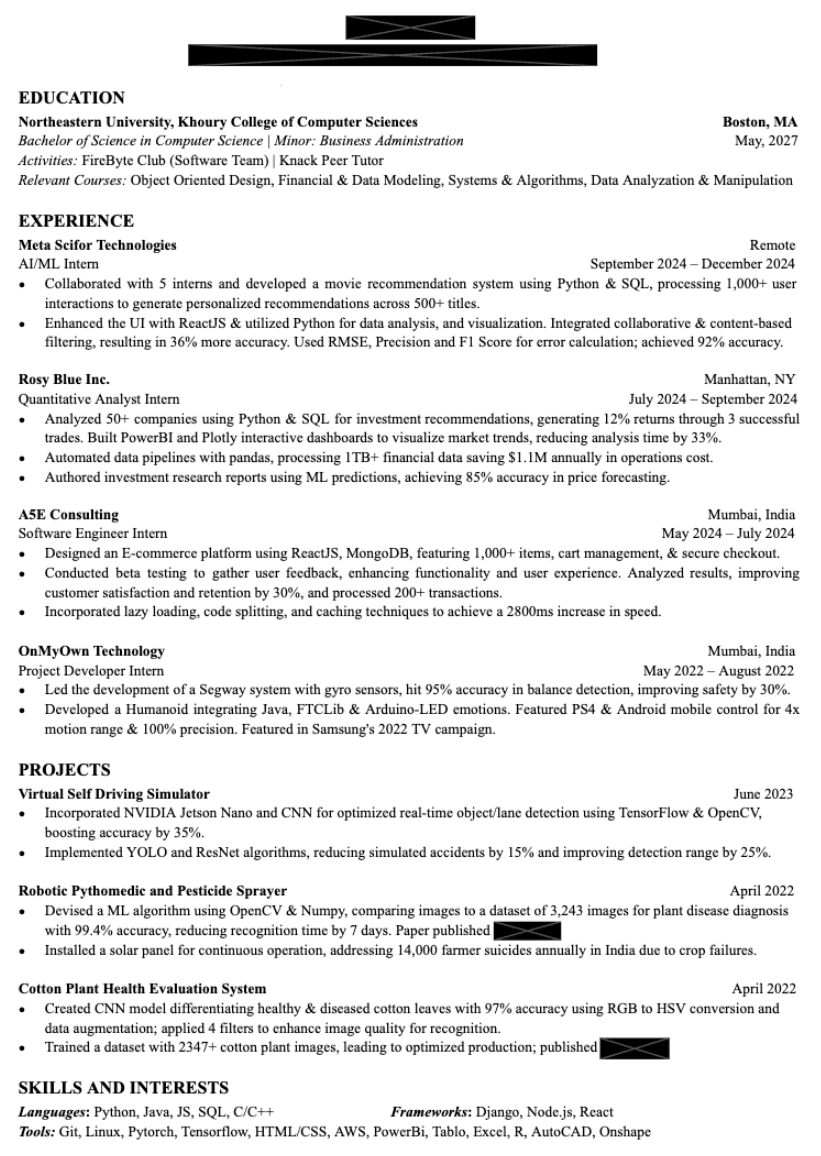 EDUCATION
Northeastern University, Khoury College of Computer Sciences Boston, MA
Bachelor of Science in Computer Science | Minor: Business Administration May, 2027
Activities: FireByte Club (Software Team) | Knack Peer Tutor
Relevant Courses: Object Oriented Design, Financial & Data Modeling, Systems & Algorithms, Data Analyzation & Manipulation
EXPERIENCE
Meta Scifor Technologies Remote
AI/ML Intern September 2024 – December 2024
● Collaborated with 5 interns and developed a movie recommendation system using Python & SQL, processing 1,000+ user
interactions to generate personalized recommendations across 500+ titles.
● Enhanced the UI with ReactJS & utilized Python for data analysis, and visualization. Integrated collaborative & content-based
filtering, resulting in 36% more accuracy. Used RMSE, Precision and F1 Score for error calculation; achieved 92% accuracy.
Rosy Blue Inc. Manhattan, NY
Quantitative Analyst Intern July 2024 – September 2024
● Analyzed 50+ companies using Python & SQL for investment recommendations, generating 12% returns through 3 successful
trades. Built PowerBI and Plotly interactive dashboards to visualize market trends, reducing analysis time by 33%.
● Automated data pipelines with pandas, processing 1TB+ financial data saving $1.1M annually in operations cost.
● Authored investment research reports using ML predictions, achieving 85% accuracy in price forecasting.
A5E Consulting Mumbai, India
Software Engineer Intern May 2024 – July 2024
● Designed an E-commerce platform using ReactJS, MongoDB, featuring 1,000+ items, cart management, & secure checkout.
● Conducted beta testing to gather user feedback, enhancing functionality and user experience. Analyzed results, improving
customer satisfaction and retention by 30%, and processed 200+ transactions.
● Incorporated lazy loading, code splitting, and caching techniques to achieve a 2800ms increase in speed.
OnMyOwn Technology Mumbai, India
Project Developer Intern May 2022 – August 2022
● Led the development of a Segway system with gyro sensors, hit 95% accuracy in balance detection, improving safety by 30%.
● Developed a Humanoid integrating Java, FTCLib & Arduino-LED emotions. Featured PS4 & Android mobile control for 4x
motion range & 100% precision. Featured in Samsung's 2022 TV campaign.
PROJECTS
Virtual Self Driving Simulator June 2023
● Incorporated NVIDIA Jetson Nano and CNN for optimized real-time object/lane detection using TensorFlow & OpenCV,
boosting accuracy by 35%.
● Implemented YOLO and ResNet algorithms, reducing simulated accidents by 15% and improving detection range by 25%.
Robotic Pythomedic and Pesticide Sprayer April 2022
● Devised a ML algorithm using OpenCV & Numpy, comparing images to a dataset of 3,243 images for plant disease diagnosis
with 99.4% accuracy, reducing recognition time by 7 days. Paper published
● Installed a solar panel for continuous operation, addressing 14,000 farmer suicides annually in India due to crop failures.
Cotton Plant Health Evaluation System April 2022
● Created CNN model differentiating healthy & diseased cotton leaves with 97% accuracy using RGB to HSV conversion and
data augmentation; applied 4 filters to enhance image quality for recognition.
● Trained a dataset with 2347+ cotton plant images, leading to optimized production; published
SKILLS AND INTERESTS
Languages: Python, Java, JS, SQL, C/C++ Frameworks: Django, Node.js, React
Tools: Git, Linux, Pytorch, Tensorflow, HTML/CSS, AWS, PowerBi, Tablo, Excel, R, AutoCAD, Onshape